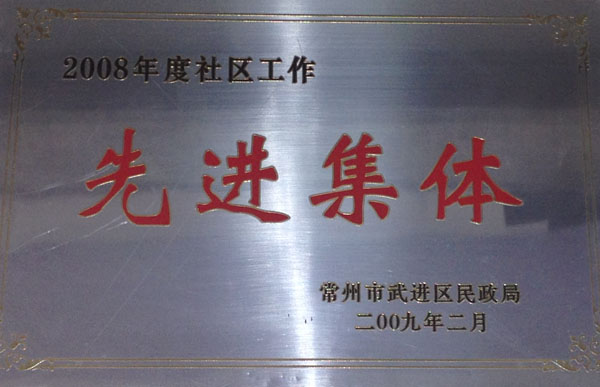 2008年度社区工作
先进集体
常州市武进区民政局
二00九年二月